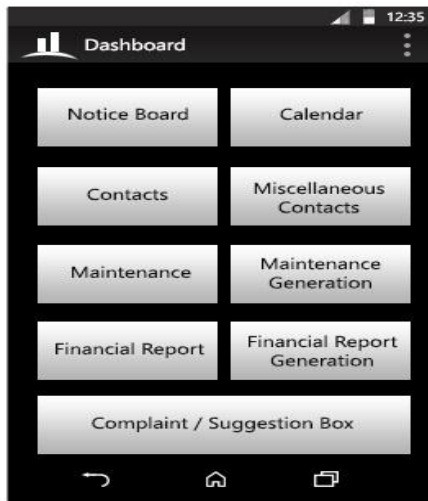 12:35
Dashboard
Notice Board
Calendar
Contacts
Miscellaneous
Contacts
Maintenance
Maintenance
Generation
Financial Report
Financial Report
Generation
Complaint / Suggestion Box